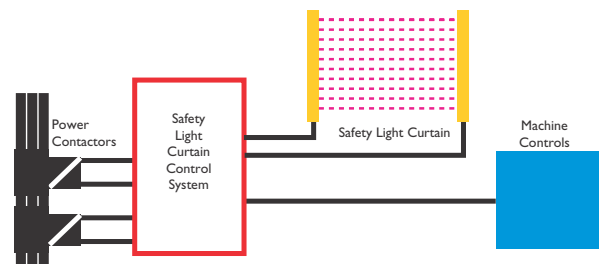 Power
Contactors
Safety
Light
Curtain
Control
System
Safety Light Curtain
Machine
Controls